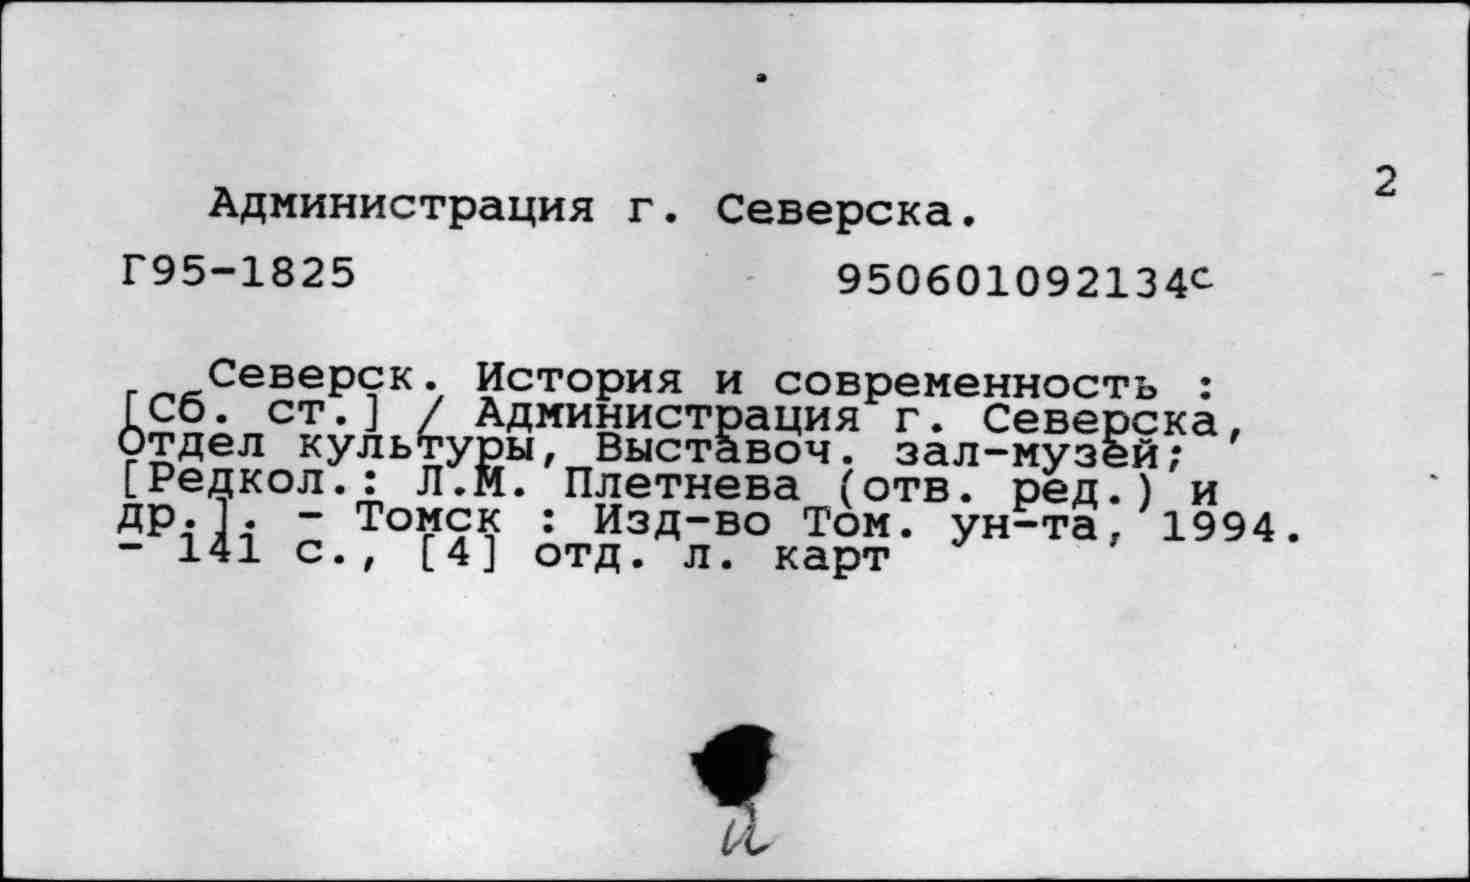 2
Администрация г. Северска.
Г95-1825 950601092134с
Северск. История и современность :
[Сб. ст.] / Администрация г. Северска,
Отдел культуры, Выставоч. зал-музей;
[Редкол.: Л.М. Плетнева (отв. ред.) и
др.]. - Томск : Изд-во Том. ун-та, 1994.
- 141 с., [4] отд. л. карт